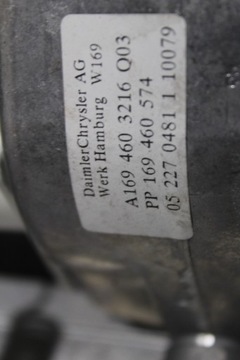 DaimlerChrysler AG
Werk Hamburg W169
A169 460 3216 Q03
PP 169 460 574
05 227 0481 1 10079